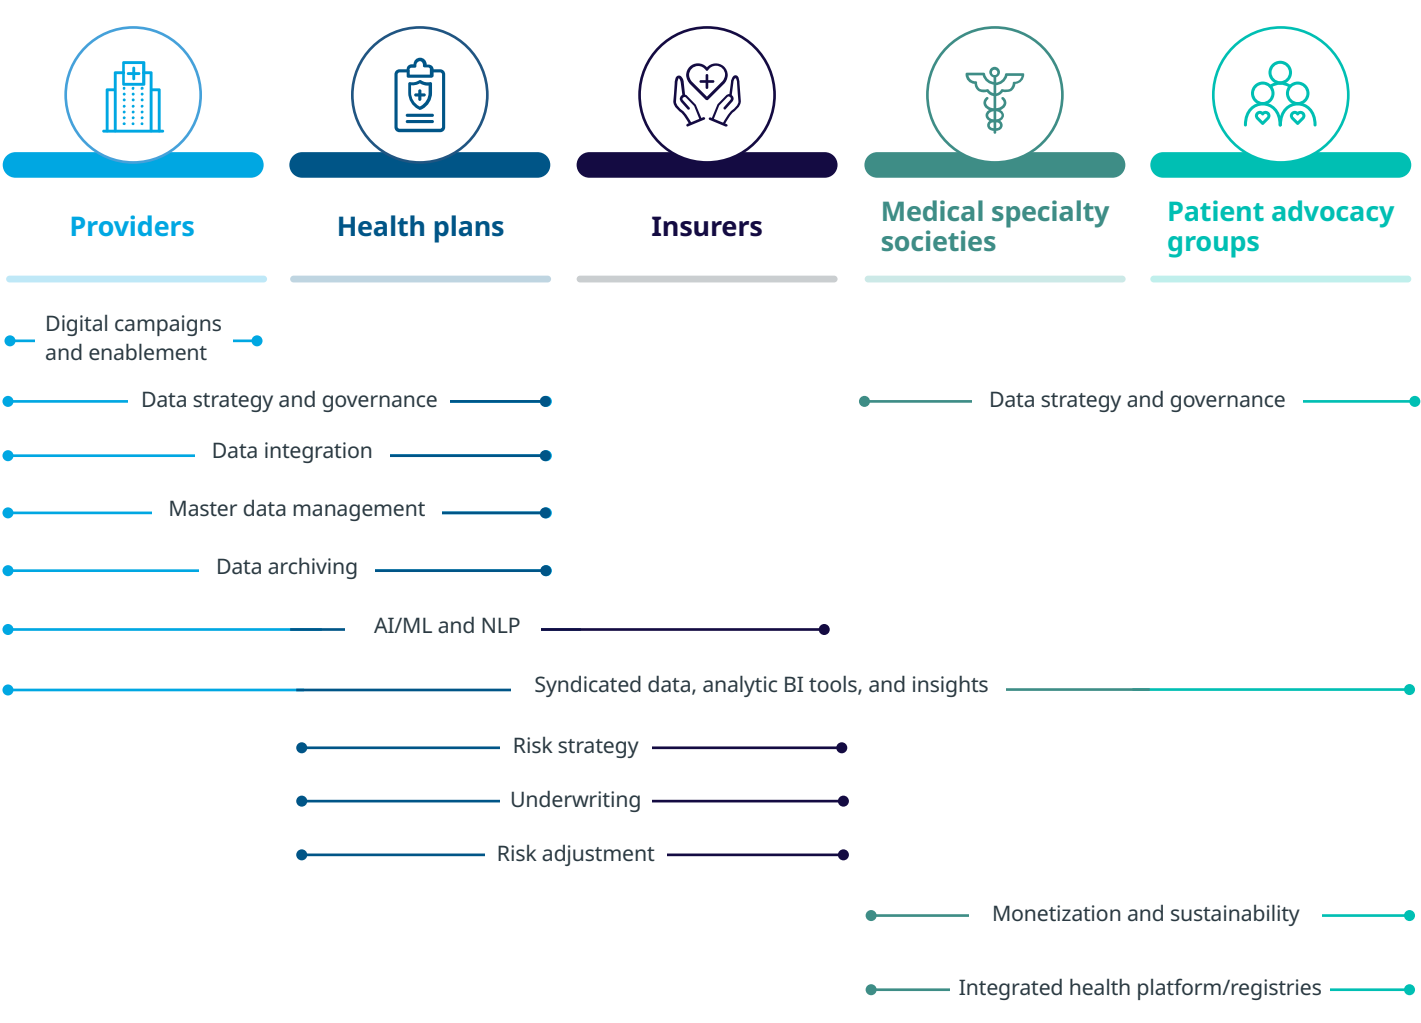 Providers
Health plans
Insurers
Medical specialty
societies
Patient advocacy
groups
Digital campaigns
and enablement
Data strategy and governance
Data strategy and governance
Data integration
Master data management
Data archiving
AI/ML and NLP
Syndicated data, analytic BI tools, and insights
Risk strategy
Underwriting
Risk adjustment
Monetization and sustainability
Integrated health platform/registries